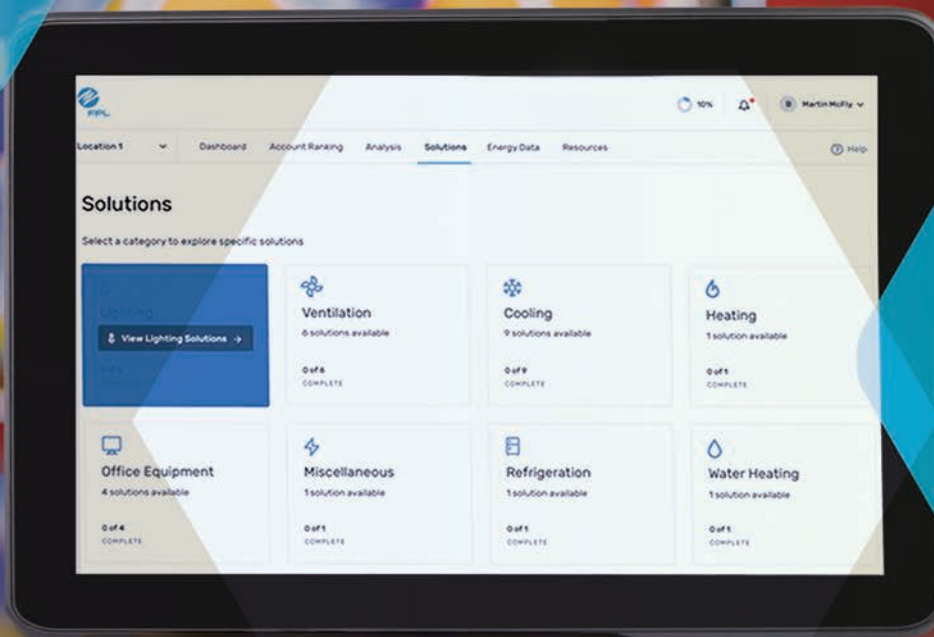 FPL
10%
Martin McFly
Location 1 Dashboard Account Ranking Analysis Solutions Energy Data Resources Help
Solutions
Select a category to explore specific solutions
Lighting
View Lighting Solutions →
Ventilation
6 solutions available
0 of 6
COMPLETE
Cooling
9 solutions available
0 of 9
COMPLETE
Heating
1 solution available
0 of 1
COMPLETE
Office Equipment
4 solutions available
0 of 4
COMPLETE
Miscellaneous
1 solution available
0 of 1
COMPLETE
Refrigeration
1 solution available
0 of 1
COMPLETE
Water Heating
1 solution available
0 of 1
COMPLETE